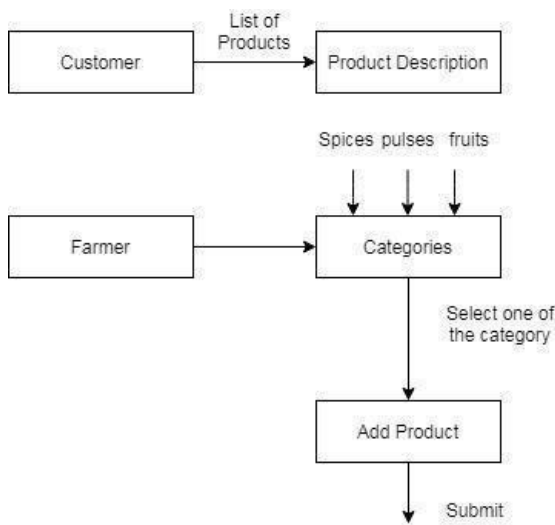 List of
Products
Customer
Product Description
Spices pulses fruits
Farmer
Categories
Select one of
the category
Add Product
Submit